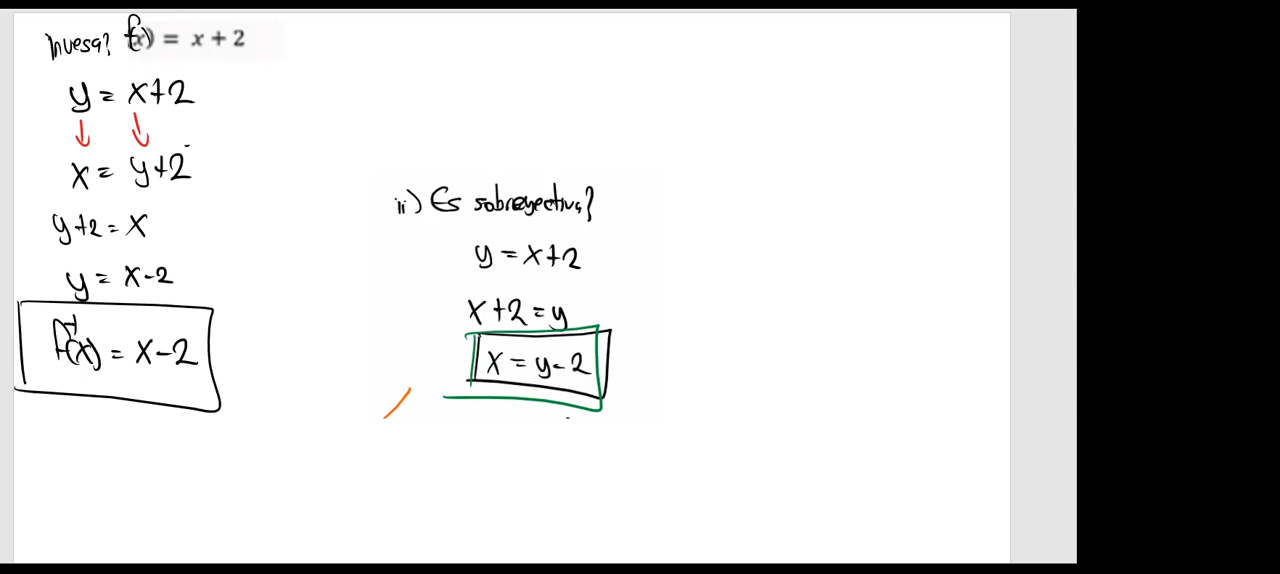 Inversa? f(x) = x + 2
y = x+2
x = y+2
y+2 = x
y = x-2
f⁻¹(x) = x-2
ii) Es sobreyectiva?
y = x+2
x+2 = y
x = y-2